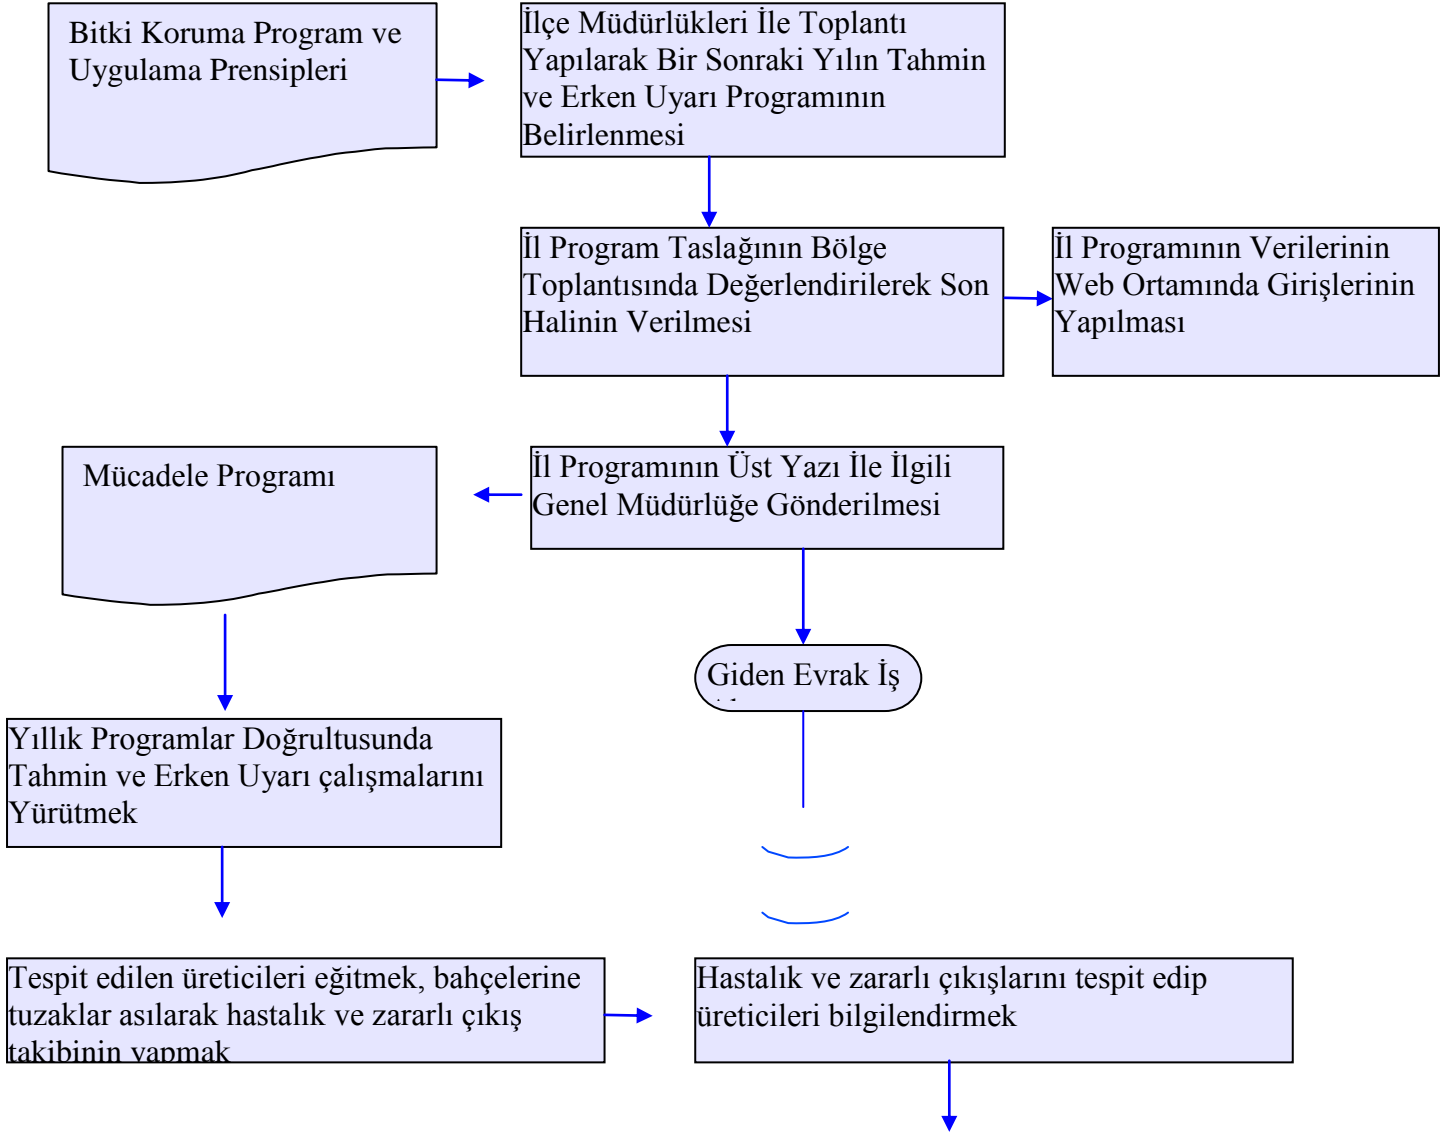 Bitki Koruma Program ve
Uygulama Prensipleri
İlçe Müdürlükleri İle Toplantı
Yapılarak Bir Sonraki Yılın Tahmin
ve Erken Uyarı Programının
Belirlenmesi
İl Program Taslağının Bölge
Toplantısında Değerlendirilerek Son
Halinin Verilmesi
İl Programının Verilerinin
Web Ortamında Girişlerinin
Yapılması
Mücadele Programı
İl Programının Üst Yazı İle İlgili
Genel Müdürlüğe Gönderilmesi
Giden Evrak İş
Yıllık Programlar Doğrultusunda
Tahmin ve Erken Uyarı çalışmalarını
Yürütmek
Tespit edilen üreticileri eğitmek, bahçelerine
tuzaklar asılarak hastalık ve zararlı çıkış
takibinin yapmak
Hastalık ve zararlı çıkışlarını tespit edip
üreticileri bilgilendirmek